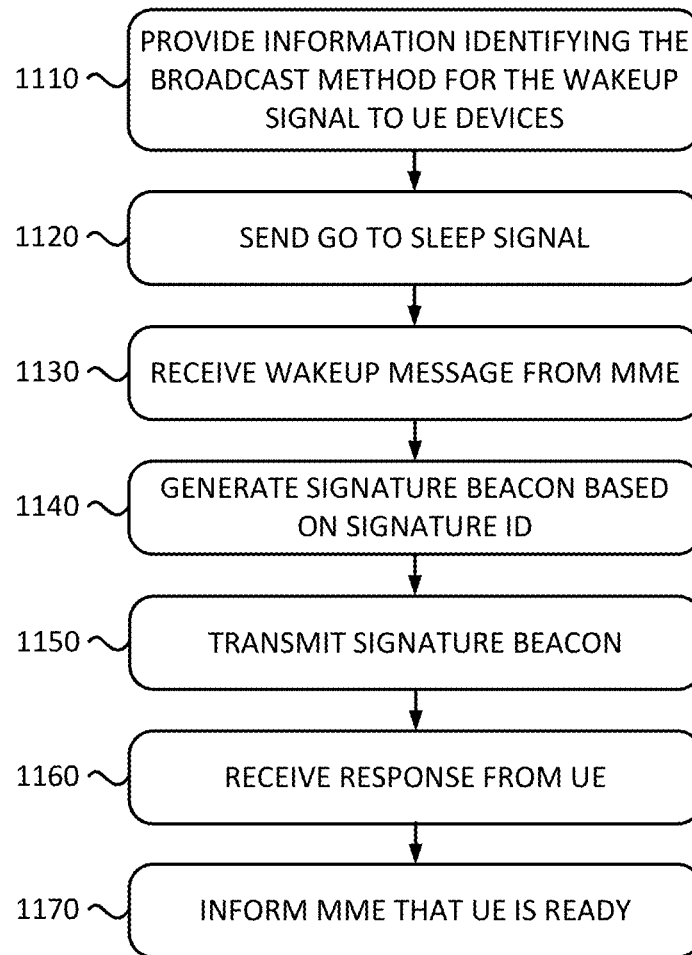 PROVIDE INFORMATION IDENTIFYING THE
1110 BROADCAST METHOD FOR THE WAKEUP
SIGNAL TO UE DEVICES
1120 SEND GO TO SLEEP SIGNAL
1130 RECEIVE WAKEUP MESSAGE FROM MME
1140 GENERATE SIGNATURE BEACON BASED
ON SIGNATURE ID
1150 TRANSMIT SIGNATURE BEACON
1160 RECEIVE RESPONSE FROM UE
1170 INFORM MME THAT UE IS READY